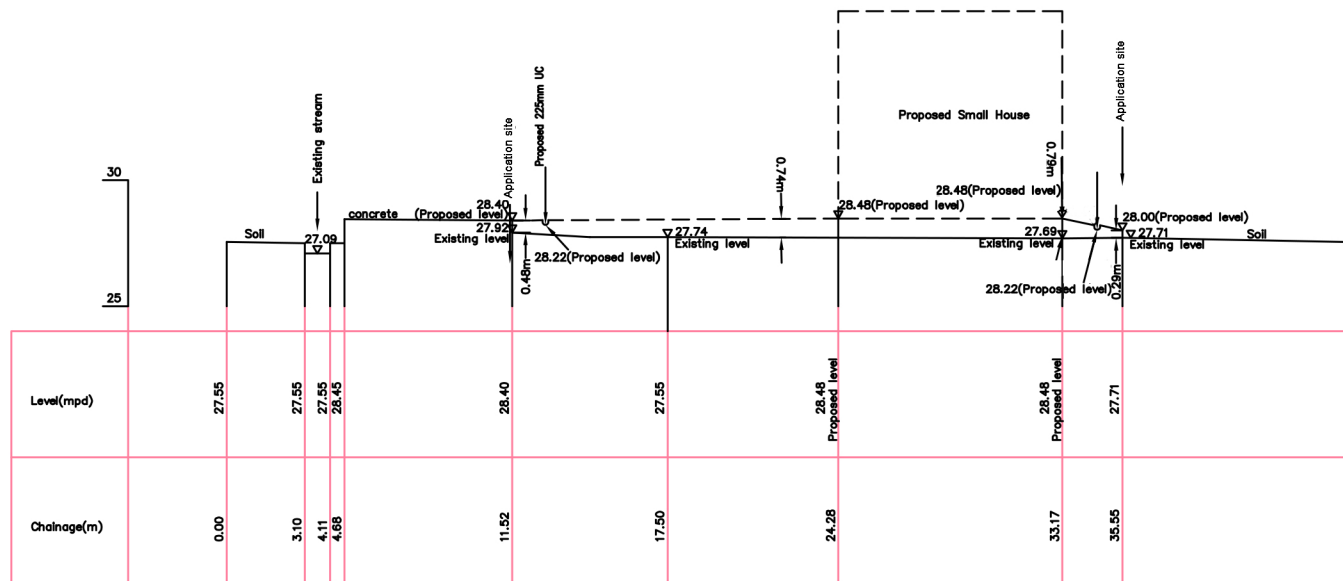 Existing stream
Application site
Proposed 225mm UC
Application site
Proposed Small House
30
0.74m
0.79m
28.48(Proposed level)
28.40
28.48(Proposed level)
concrete
(Proposed level)
28.00(Proposed level)
Soil
27.09
27.92
Existing level
27.74
Existing level
27.69
Existing level
27.71
Existing level
Soil
28.22(Proposed level)
0.48m
28.22(Proposed level)
0.29m
25
Level(mpd)
27.55
27.55
27.55
28.45
28.40
27.55
28.48
Proposed level
28.48
Proposed level
27.71
Chainage(m)
0.00
3.10
4.11
4.68
11.52
17.50
24.28
33.17
35.55